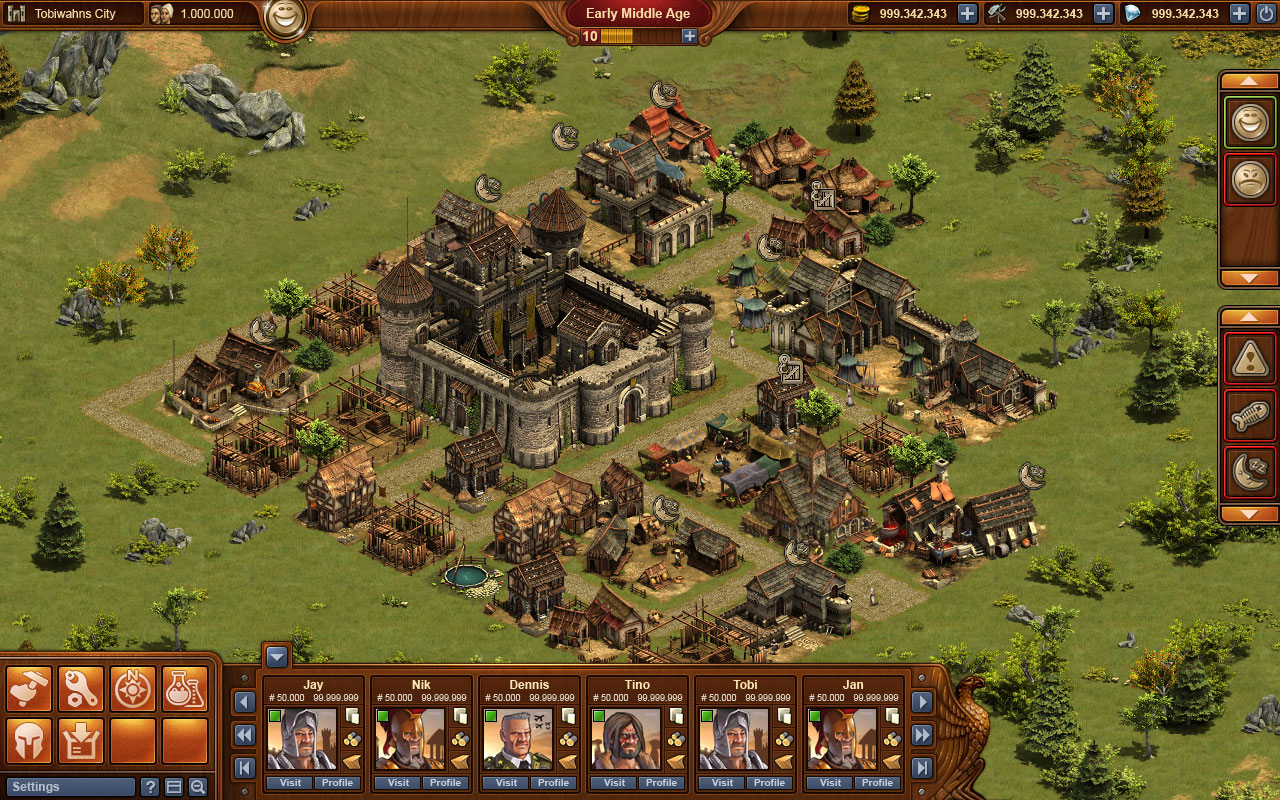 Tobiwahns City
1.000.000
Early Middle Age
999.342.343
999.342.343
999.342.343
10
N
Jay
Nik
Dennis
Tino
Tobi
Jan
# 50.000 99.999.999
# 50.000 99.999.999
# 50.000 99.999.999
# 50.000 99.999.999
# 50.000 99.999.999
# 50.000 99.999.999
Visit Profile
Visit Profile
Visit Profile
Visit Profile
Visit Profile
Visit Profile
Settings
?